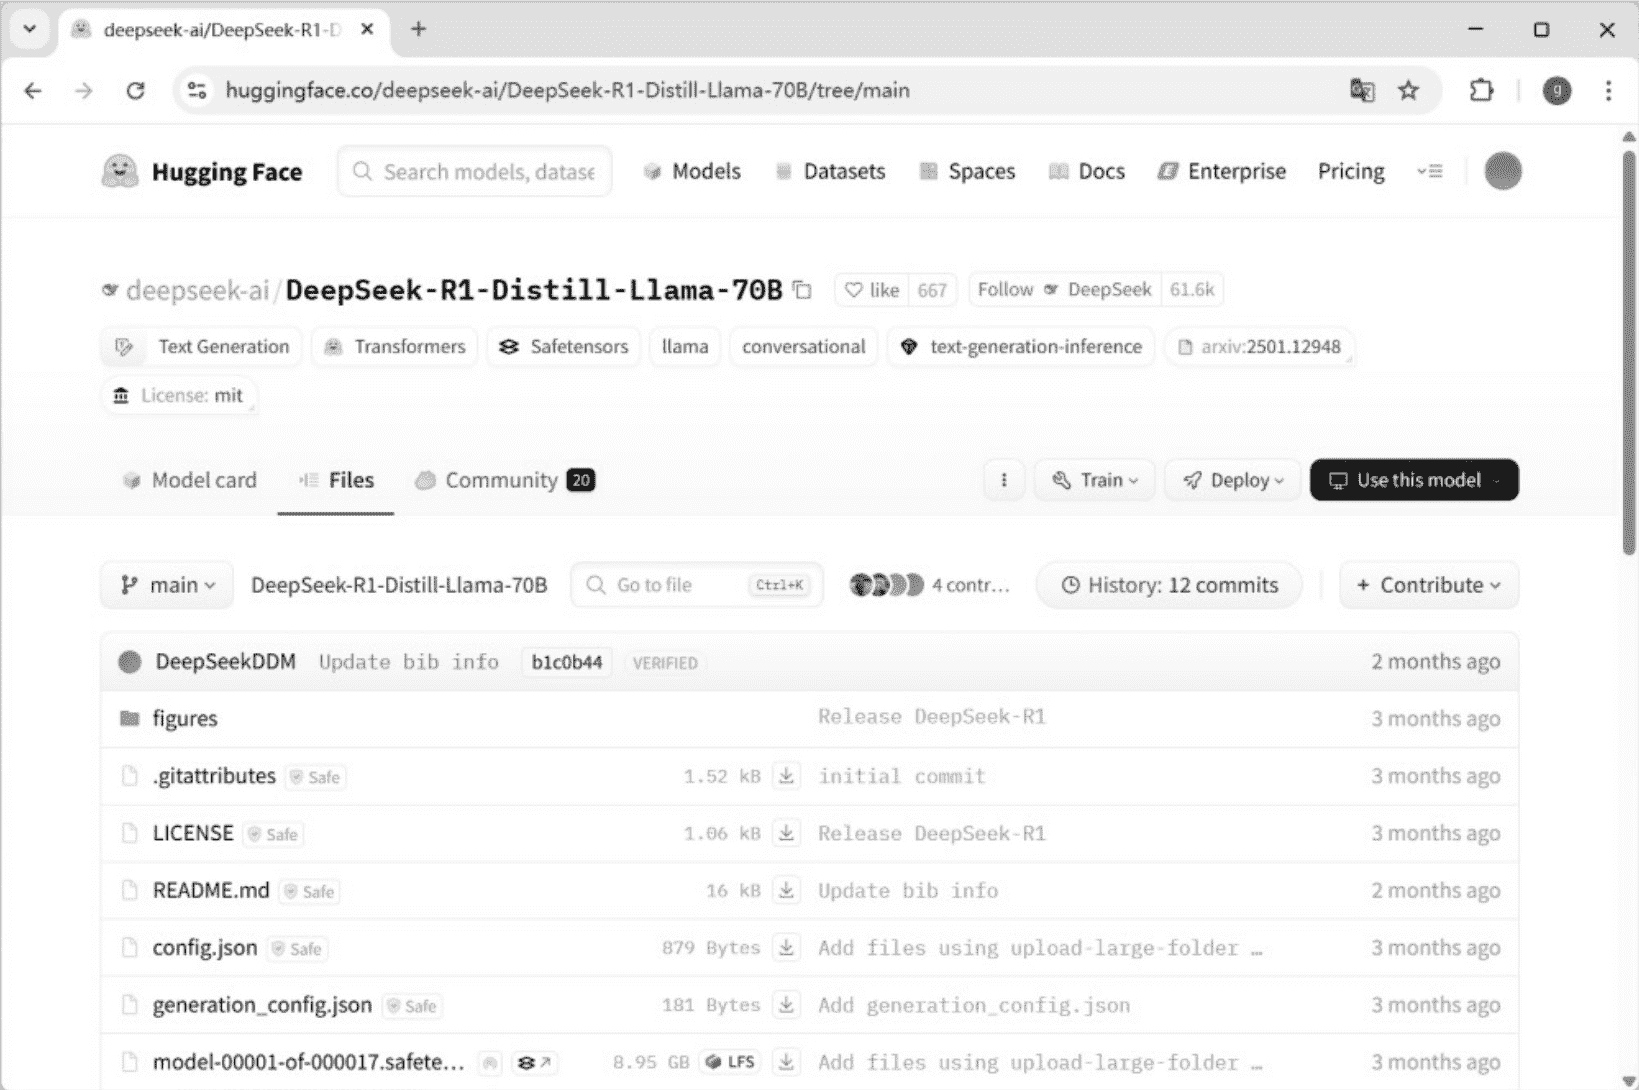 deepseek-ai/DeepSeek-R1-D
huggingface.co/deepseek-ai/DeepSeek-R1-Distill-Llama-70B/tree/main
g
Hugging Face
Search models, datase
Models
Datasets
Spaces
Docs
Enterprise
Pricing
deepseek-ai/DeepSeek-R1-Distill-Llama-70B
like 667
Follow DeepSeek 61.6k
Text Generation
Transformers
Safetensors
llama
conversational
text-generation-inference
arxiv:2501.12948
License: mit
Model card
Files
Community 20
Train
Deploy
Use this model
main
DeepSeek-R1-Distill-Llama-70B
Go to file Ctrl+K
4 contr...
History: 12 commits
+ Contribute
DeepSeekDDM Update bib info b1c0b44 VERIFIED 2 months ago
figures Release DeepSeek-R1 3 months ago
.gitattributes Safe 1.52 kB initial commit 3 months ago
LICENSE Safe 1.06 kB Release DeepSeek-R1 3 months ago
README.md Safe 16 kB Update bib info 2 months ago
config.json Safe 879 Bytes Add files using upload-large-folder … 3 months ago
generation_config.json Safe 181 Bytes Add generation_config.json 3 months ago
model-00001-of-000017.safete... 8.95 GB LFS Add files using upload-large-folder … 3 months ago